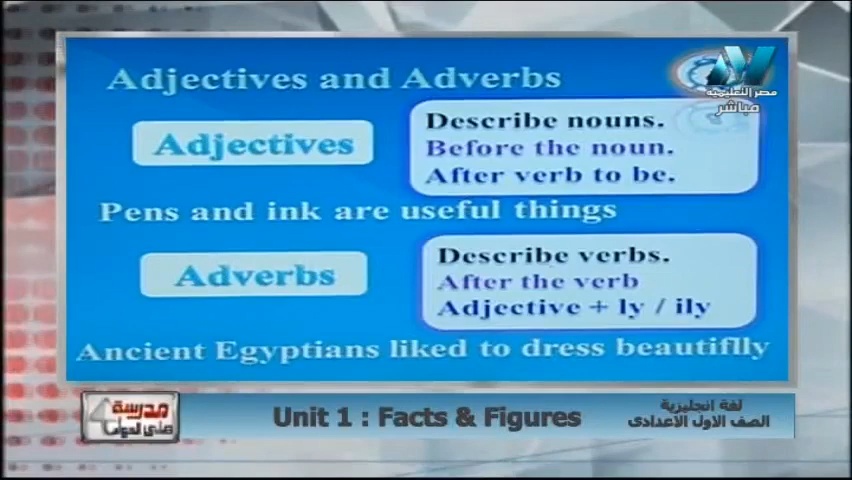 Adjectives and Adverbs
مصر التعليمية
مباشر
Adjectives
Describe nouns.
Before the noun.
After verb to be.
Pens and ink are useful things
Adverbs
Describe verbs.
After the verb
Adjective + ly / ily
Ancient Egyptians liked to dress beautiflly
مدرسة
على الهواء
Unit 1 : Facts & Figures
لغة انجليزية
الصف الاول الاعدادى